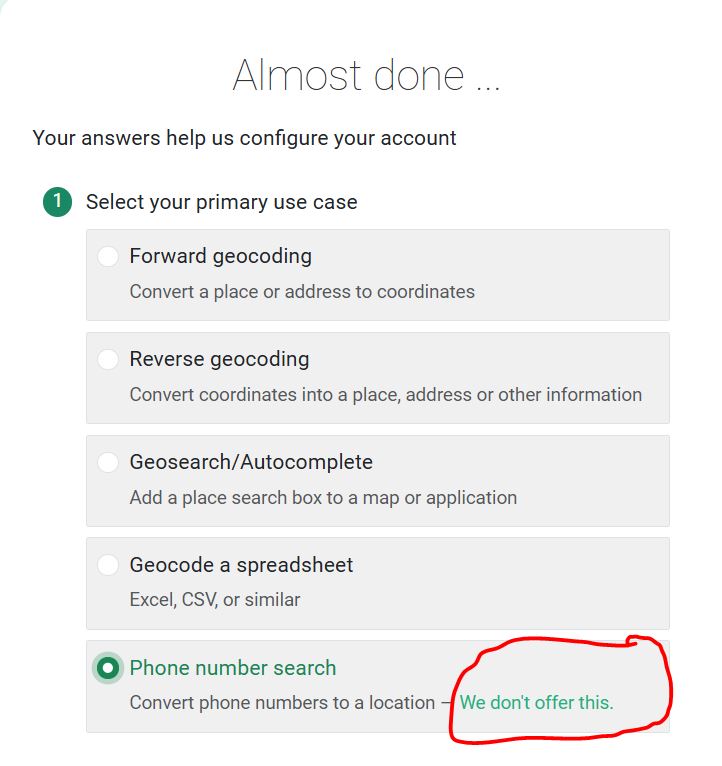 Almost done ...
Your answers help us configure your account
1 Select your primary use case
Forward geocoding
Convert a place or address to coordinates
Reverse geocoding
Convert coordinates into a place, address or other information
Geosearch/Autocomplete
Add a place search box to a map or application
Geocode a spreadsheet
Excel, CSV, or similar
Phone number search
Convert phone numbers to a location – We don't offer this.